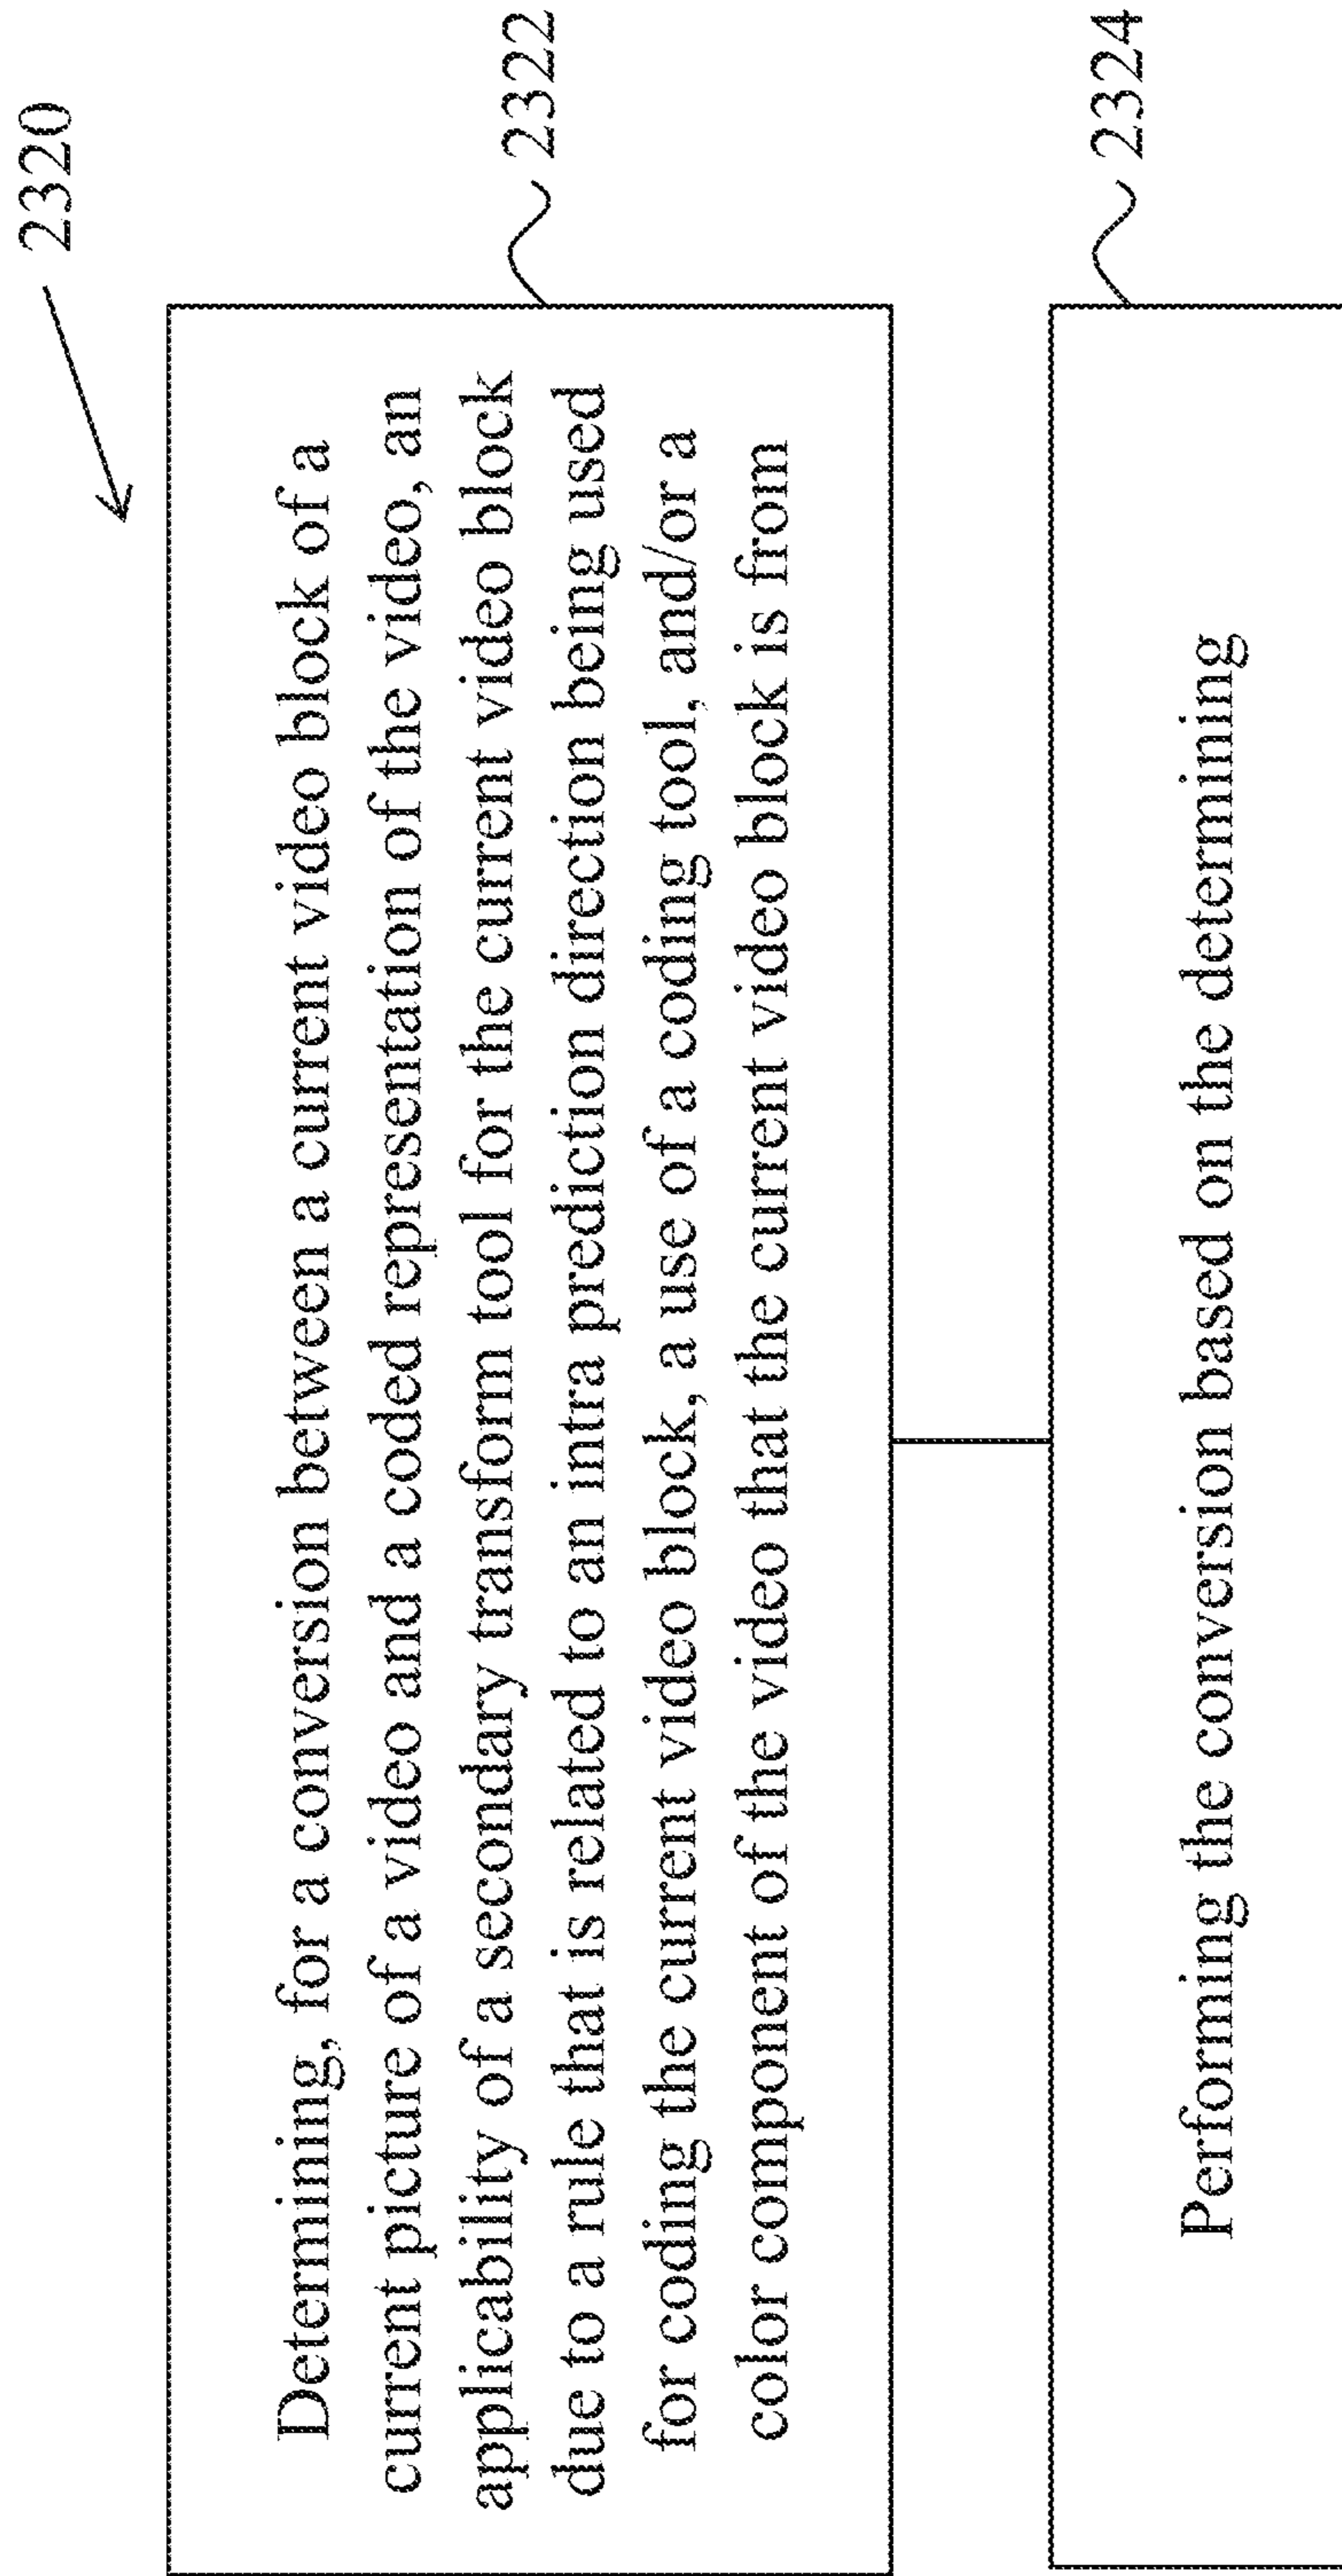 2320
Determining, for a conversion between a current video block of a
current picture of a video and a coded representation of the video, an
applicability of a secondary transform tool for the current video block
due to a rule that is related to an intra prediction direction being used
for coding the current video block, a use of a coding tool, and/or a
color component of the video that the current video block is from
2322
Performing the conversion based on the determining
2324